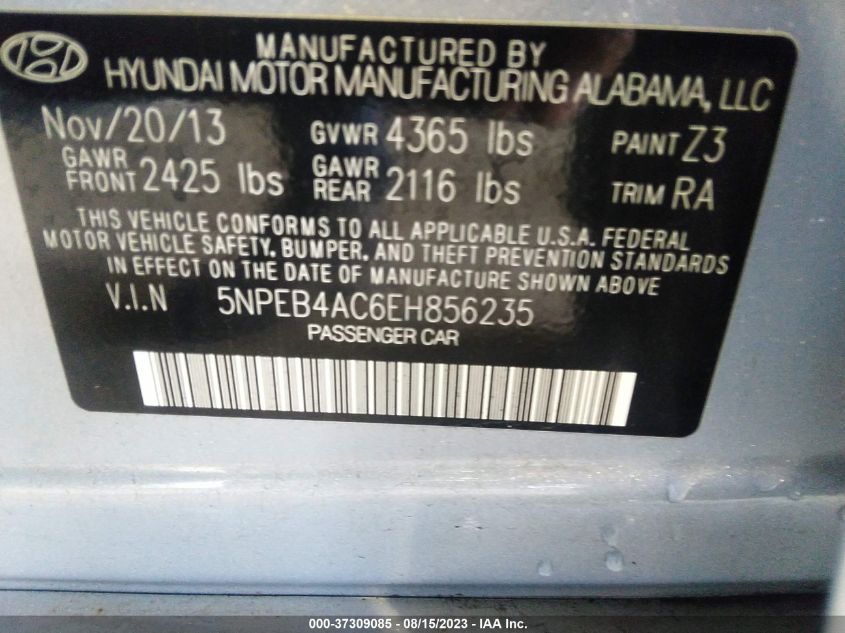 MANUFACTURED BY
HYUNDAI MOTOR MANUFACTURING ALABAMA, LLC
Nov/20/13 GVWR 4365 lbs PAINT Z3
GAWR FRONT 2425 lbs GAWR REAR 2116 lbs TRIM RA
THIS VEHICLE CONFORMS TO ALL APPLICABLE U.S.A. FEDERAL
MOTOR VEHICLE SAFETY, BUMPER, AND THEFT PREVENTION STANDARDS
IN EFFECT ON THE DATE OF MANUFACTURE SHOWN ABOVE
V.I.N 5NPEB4AC6EH856235
PASSENGER CAR
000-37309085 - 08/15/2023 - IAA Inc.